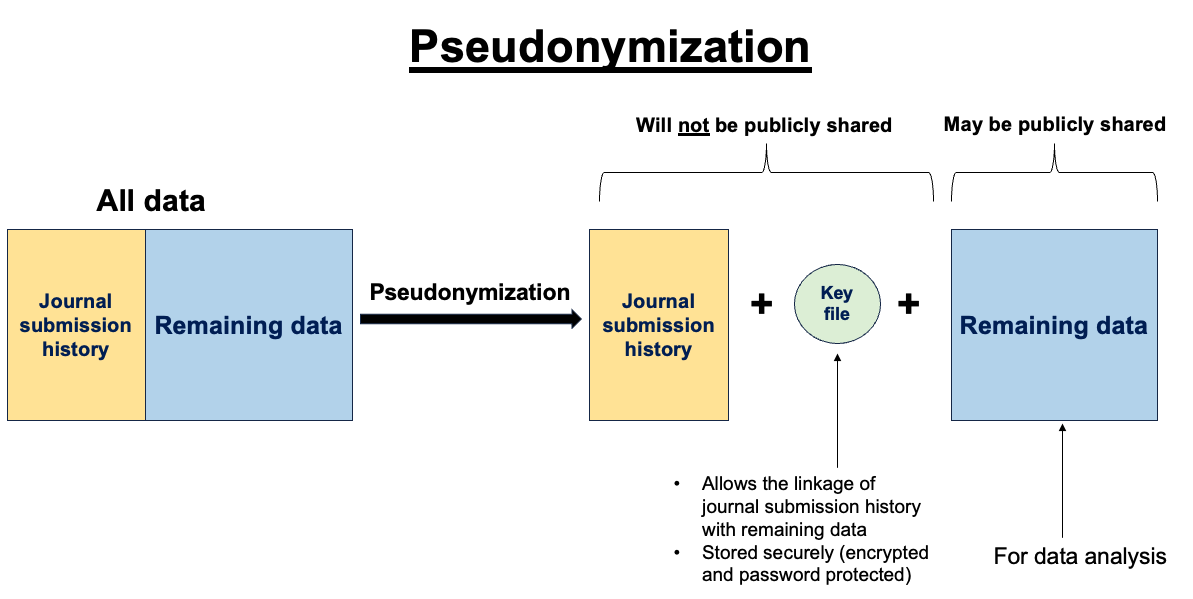 Pseudonymization
Will not be publicly shared
May be publicly shared
All data
Journal
submission
history
Remaining data
Pseudonymization
Journal
submission
history
+
Key
file
+
Remaining data
• Allows the linkage of
journal submission history
with remaining data
• Stored securely (encrypted
and password protected)
For data analysis